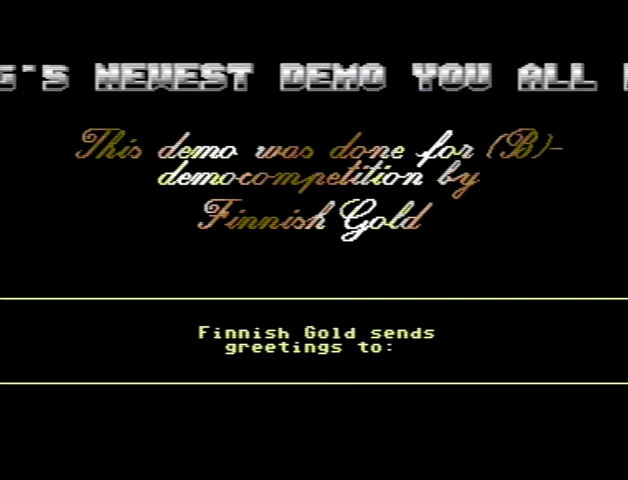 G'S NEWEST DEMO YOU ALL
This demo was done for (B)-
democompetition by
Finnish Gold
Finnish Gold sends
greetings to: